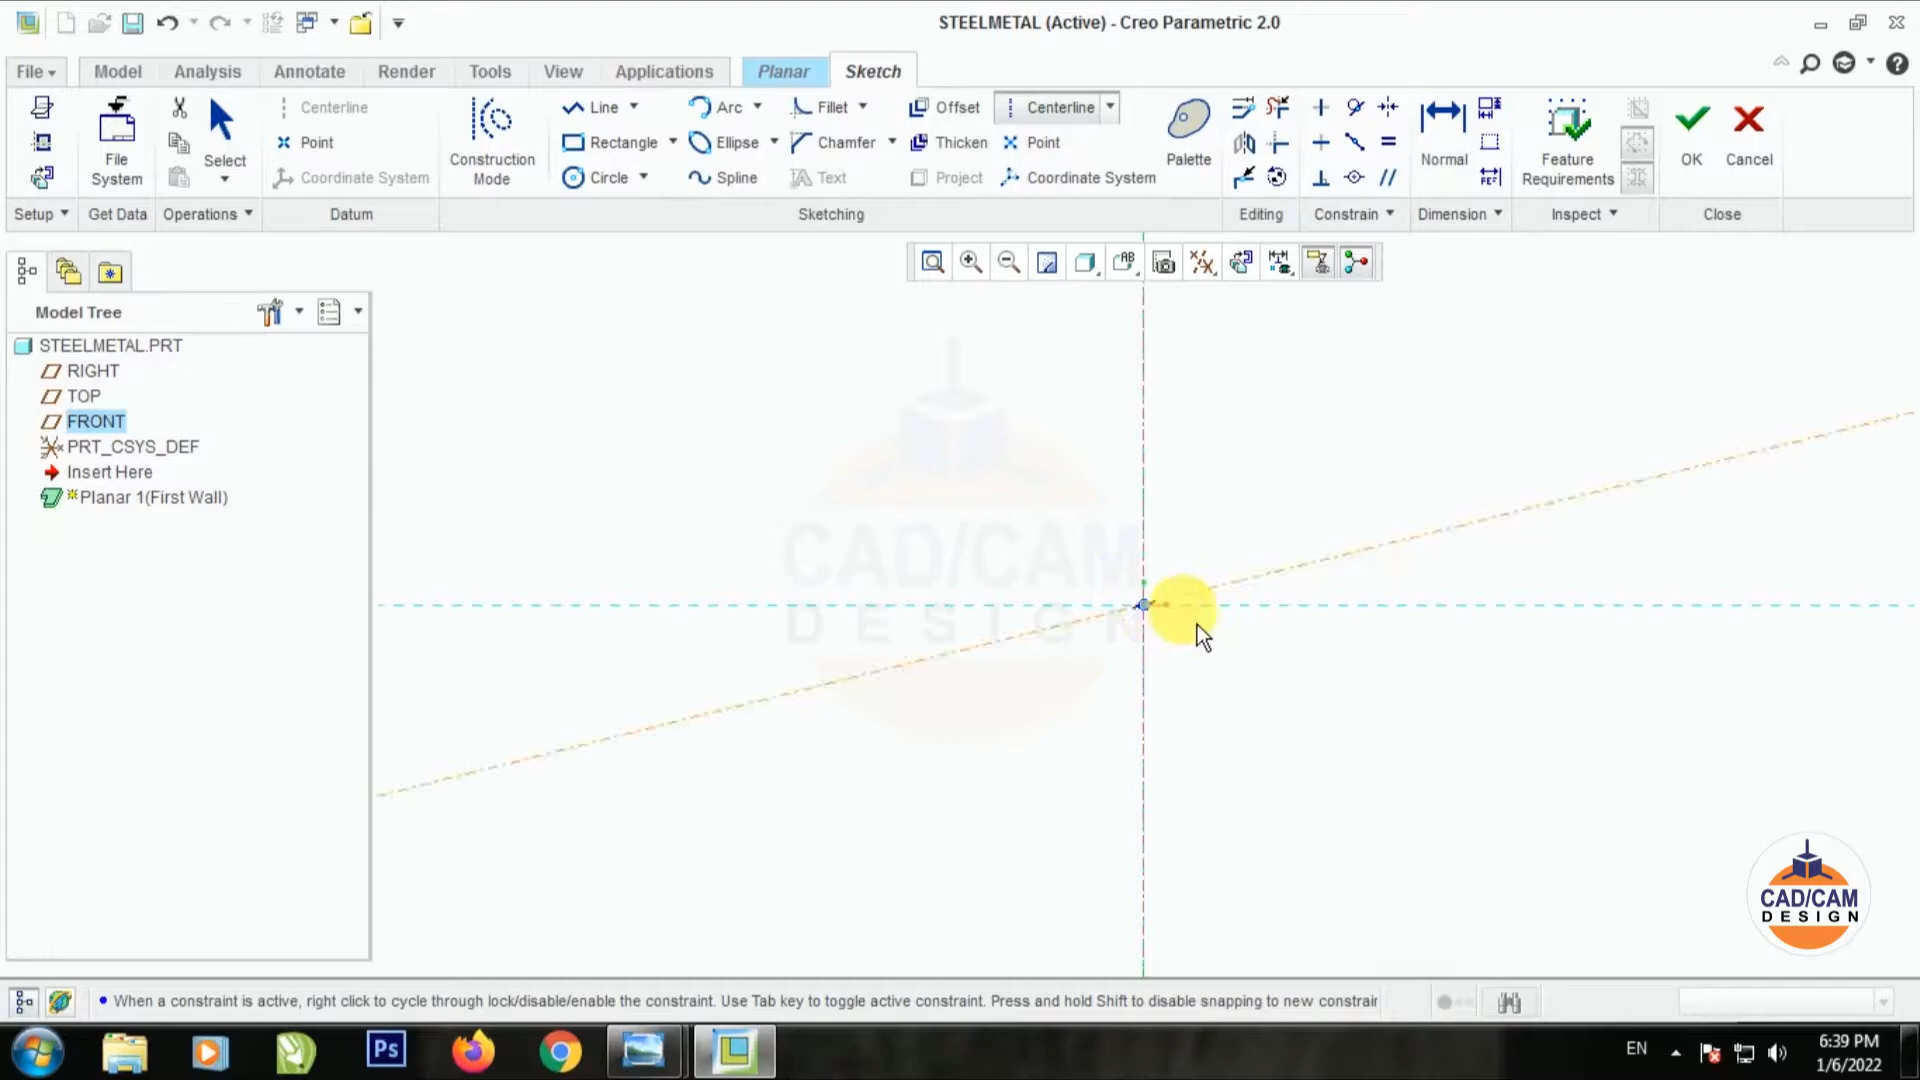 STEELMETAL (Active) - Creo Parametric 2.0
File Model Analysis Annotate Render Tools View Applications Planar Sketch
Centerline Line Arc Fillet Offset Centerline
Point Rectangle Ellipse Chamfer Thicken Point
Coordinate System Circle Spline Text Project Coordinate System
File System
Select
Construction Mode
Palette
Normal
Feature Requirements
OK
Cancel
Setup Get Data Operations Datum Sketching Editing Constrain Dimension Inspect Close
Model Tree
STEELMETAL.PRT
RIGHT
TOP
FRONT
PRT_CSYS_DEF
Insert Here
Planar 1(First Wall)
CAD/CAM
DESIGN
CAD/CAM
DESIGN
When a constraint is active, right click to cycle through lock/disable/enable the constraint. Use Tab key to toggle active constraint. Press and hold Shift to disable snapping to new constrair
Ps
EN
6:39 PM
1/6/2022